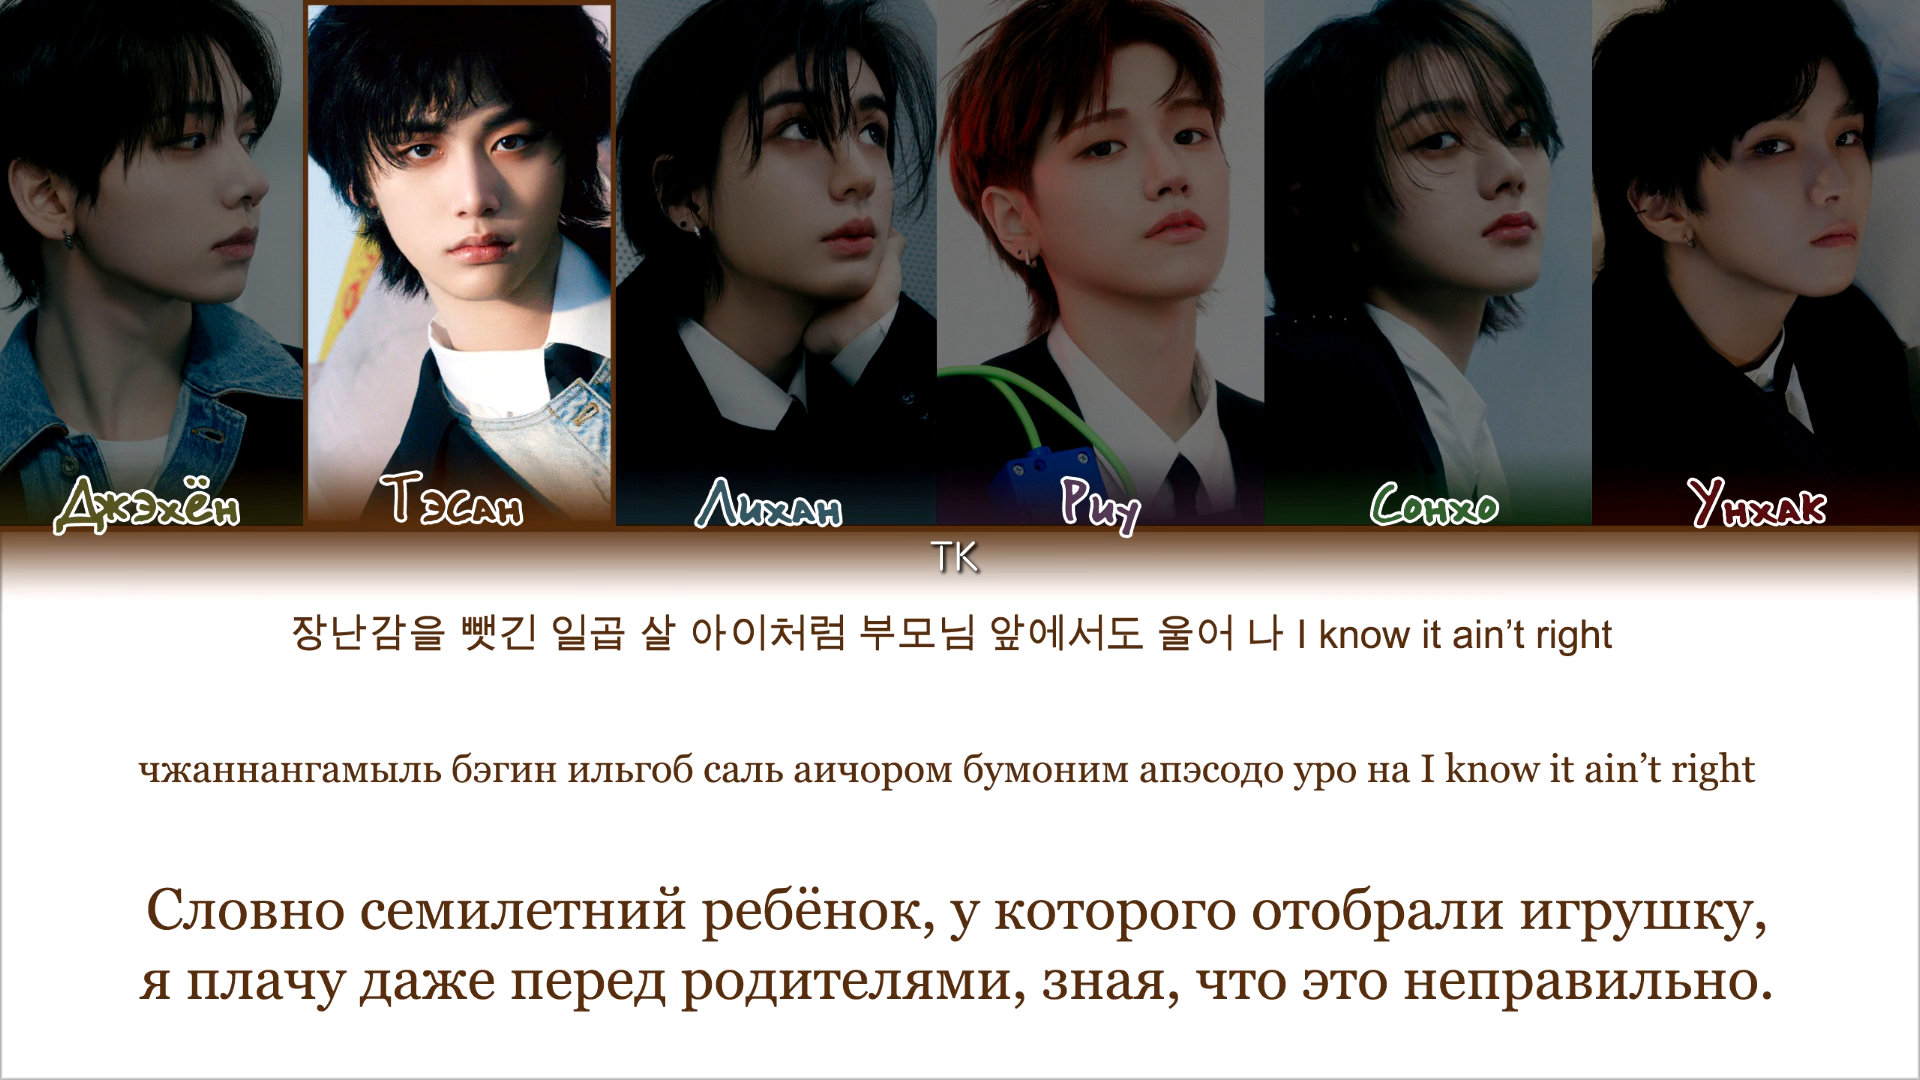 Джэхён
Тэсан
Лихан
Риу
Сонхо
Унхак
TK
장난감을 뺏긴 일곱 살 아이처럼 부모님 앞에서도 울어 나 I know it ain’t right
чжаннангамыль бэгин ильгоб саль аичором бумоним апэсодо уро на I know it ain’t right
Словно семилетний ребёнок, у которого отобрали игрушку,
я плачу даже перед родителями, зная, что это неправильно.